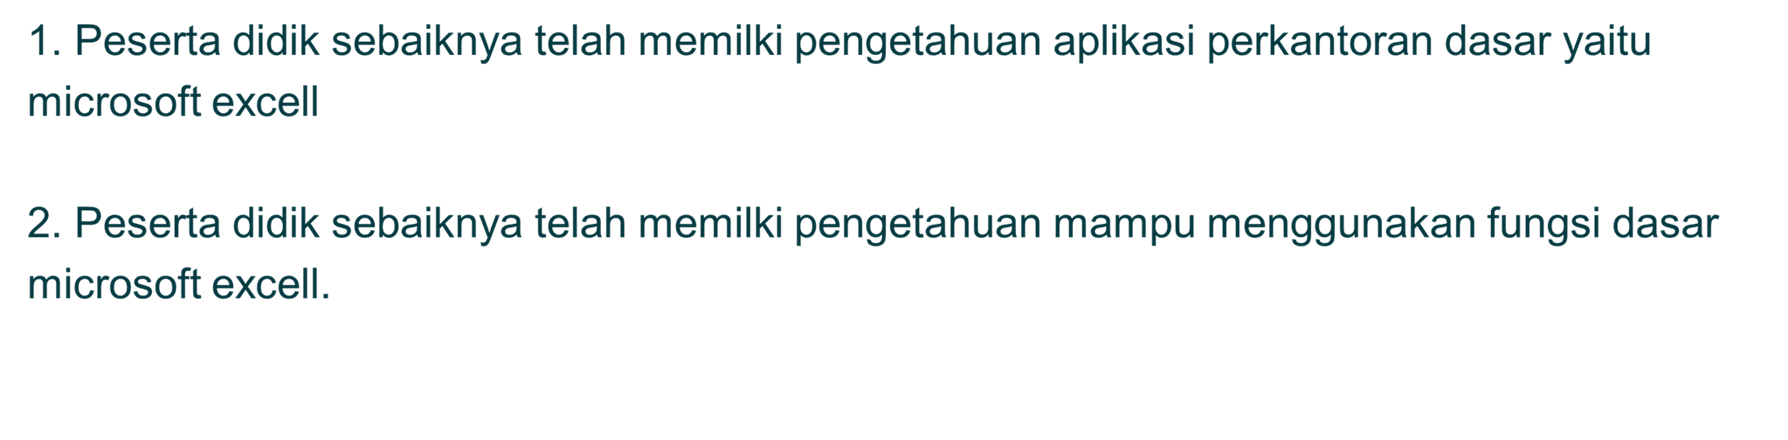 1. Peserta didik sebaiknya telah memilki pengetahuan aplikasi perkantoran dasar yaitu
microsoft excell
2. Peserta didik sebaiknya telah memilki pengetahuan mampu menggunakan fungsi dasar
microsoft excell.